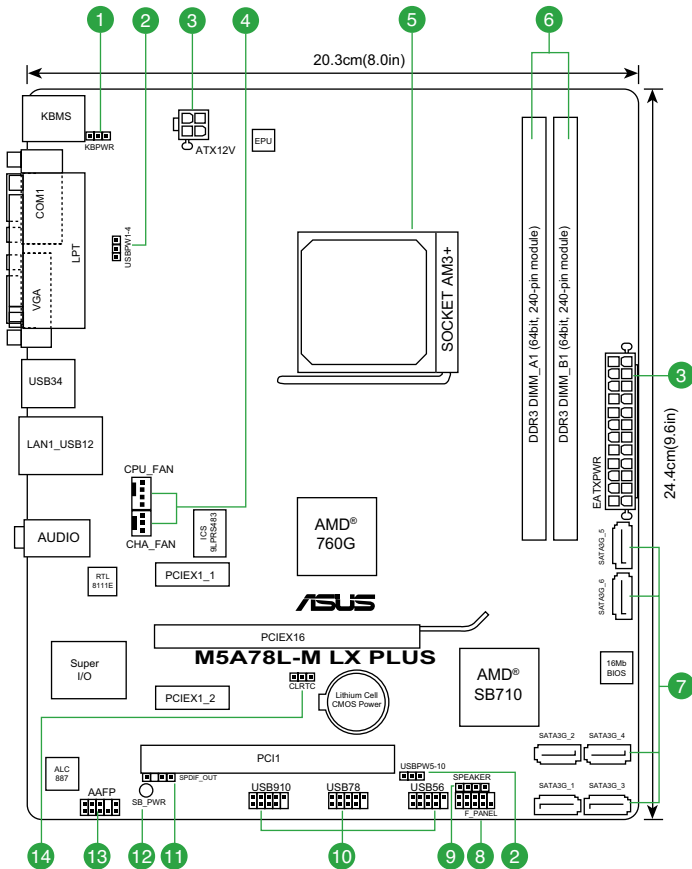 1
2
3
4
5
6
20.3cm(8.0in)
KBMS
KBPWR
ATX12V
EPU
COM1
LPT
VGA
USBPW1-4
SOCKET AM3+
DDR3 DIMM_A1 (64bit, 240-pin module)
DDR3 DIMM_B1 (64bit, 240-pin module)
USB34
3
LAN1_USB12
24.4cm(9.6in)
EATXPWR
CPU_FAN
CHA_FAN
ICS
9LPRS483
AUDIO
AMD®
760G
SATA3G_5
RTL
8111E
PCIEX1_1
SATA3G_6
ASUS
PCIEX16
M5A78L-M LX PLUS
Super
I/O
CLRTC
PCIEX1_2
Lithium Cell
CMOS Power
AMD®
SB710
16Mb
BIOS
7
SATA3G_2
SATA3G_4
PCI1
ALC
887
SPDIF_OUT
USBPW5-10
SPEAKER
AAFP
SB_PWR
USB910
USB78
USB56
F_PANEL
SATA3G_1
SATA3G_3
14
13
12
11
10
9
8
2